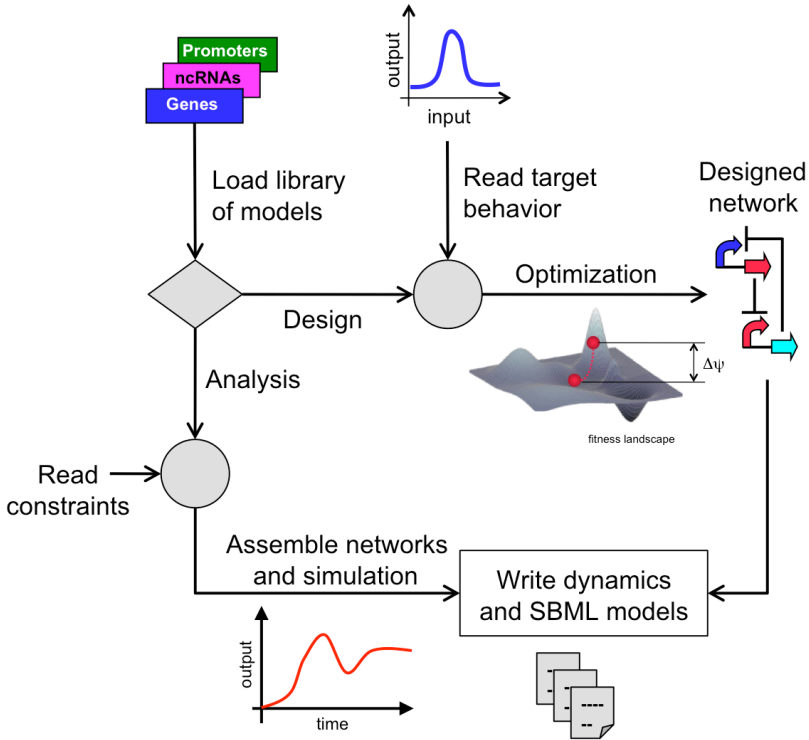 Promoters
ncRNAs
Genes
output
input
Load library
of models
Read target
behavior
Designed
network
Optimization
Design
Δψ
Analysis
fitness landscape
Read
constraints
Assemble networks
and simulation
Write dynamics
and SBML models
output
time